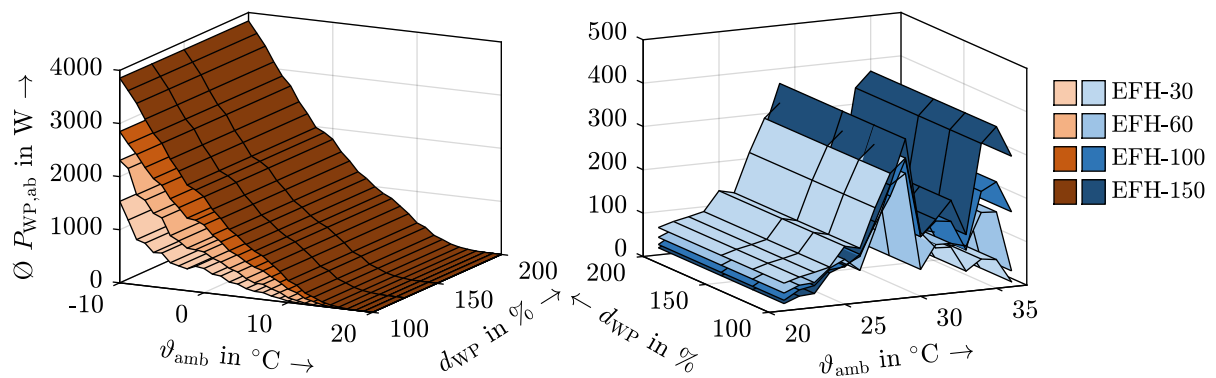 Ø P_WP,ab in W →
4000
3000
2000
1000
0
-10
0
10
20
ϑ_amb in °C →
100
150
200
d_WP in % →
500
400
300
200
100
0
200
150
100
← d_WP in %
20
25
30
35
ϑ_amb in °C →
EFH-30
EFH-60
EFH-100
EFH-150